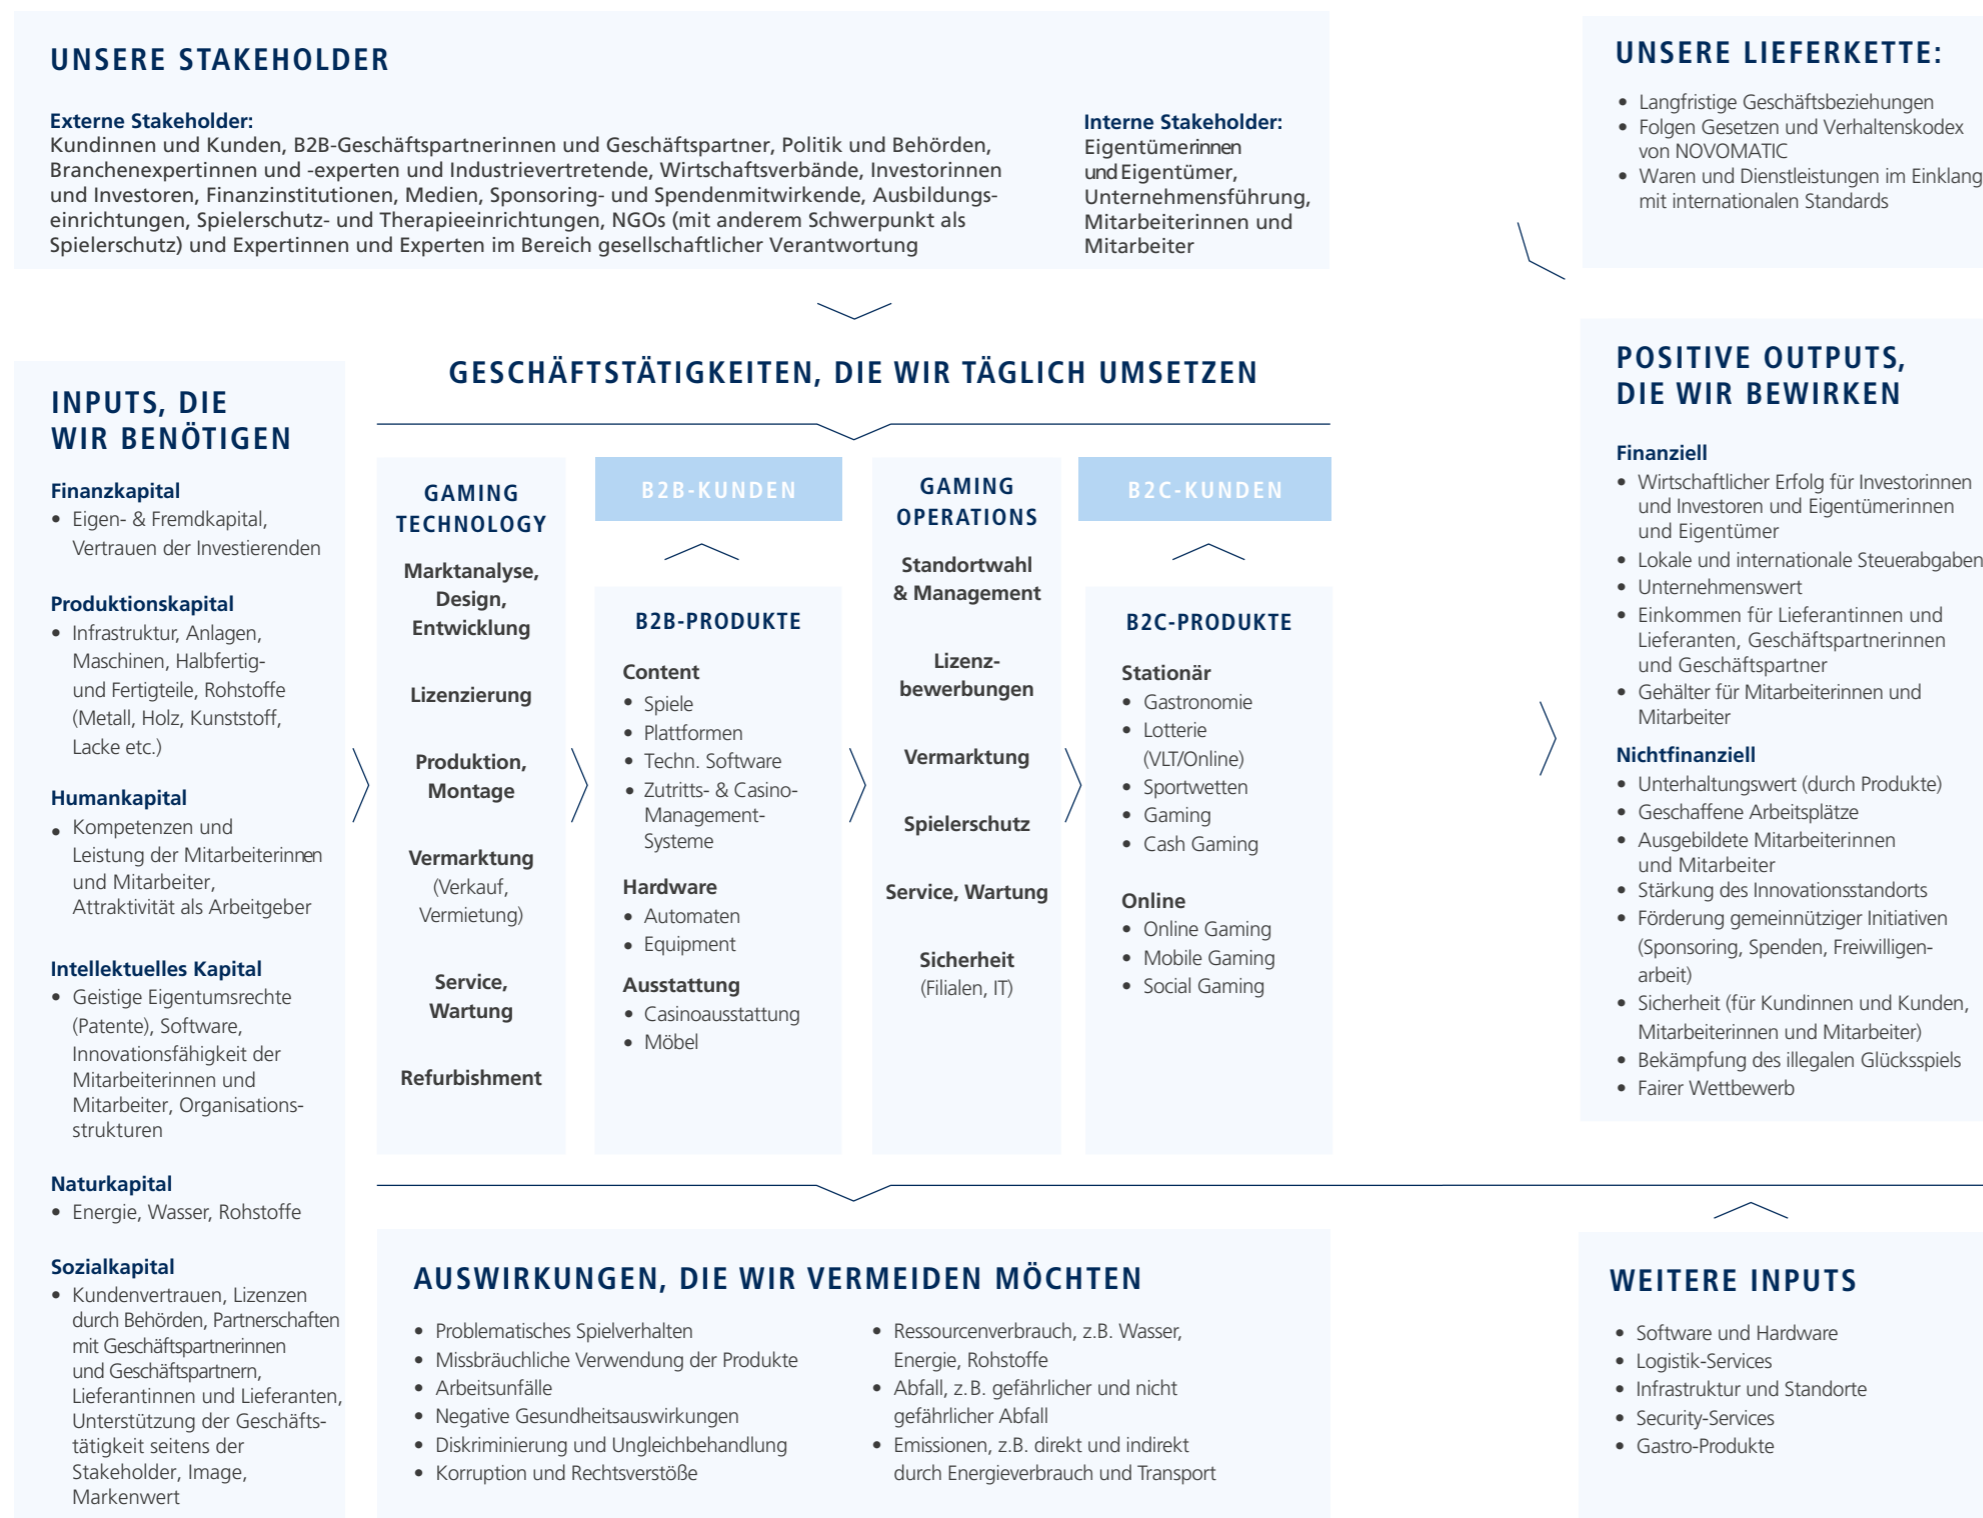 UNSERE STAKEHOLDER
Externe Stakeholder:
Kundinnen und Kunden, B2B-Geschäftspartnerinnen und Geschäftspartner, Politik und Behörden,
Branchenexpertinnen und -experten und Industrievertretende, Wirtschaftsverbände, Investorinnen
und Investoren, Finanzinstitutionen, Medien, Sponsoring- und Spendenmitwirkende, Ausbildungs-
einrichtungen, Spielerschutz- und Therapieeinrichtungen, NGOs (mit anderem Schwerpunkt als
Spielerschutz) und Expertinnen und Experten im Bereich gesellschaftlicher Verantwortung
Interne Stakeholder:
Eigentümerinnen
und Eigentümer,
Unternehmensführung,
Mitarbeiterinnen und
Mitarbeiter
UNSERE LIEFERKETTE:
• Langfristige Geschäftsbeziehungen
• Folgen Gesetzen und Verhaltenskodex
von NOVOMATIC
• Waren und Dienstleistungen im Einklang
mit internationalen Standards
INPUTS, DIE
WIR BENÖTIGEN
Finanzkapital
• Eigen- & Fremdkapital,
Vertrauen der Investierenden
Produktionskapital
• Infrastruktur, Anlagen,
Maschinen, Halbfertig-
und Fertigteile, Rohstoffe
(Metall, Holz, Kunststoff,
Lacke etc.)
Humankapital
• Kompetenzen und
Leistung der Mitarbeiterinnen
und Mitarbeiter,
Attraktivität als Arbeitgeber
Intellektuelles Kapital
• Geistige Eigentumsrechte
(Patente), Software,
Innovationsfähigkeit der
Mitarbeiterinnen und
Mitarbeiter, Organisations-
strukturen
Naturkapital
• Energie, Wasser, Rohstoffe
Sozialkapital
• Kundenvertrauen, Lizenzen
durch Behörden, Partnerschaften
mit Geschäftspartnerinnen
und Geschäftspartnern,
Lieferantinnen und Lieferanten,
Unterstützung der Geschäfts-
tätigkeit seitens der
Stakeholder, Image,
Markenwert
GESCHÄFTSTÄTIGKEITEN, DIE WIR TÄGLICH UMSETZEN
GAMING
TECHNOLOGY
Marktanalyse,
Design,
Entwicklung
Lizenzierung
Produktion,
Montage
Vermarktung
(Verkauf,
Vermietung)
Service,
Wartung
Refurbishment
B2B-KUNDEN
B2B-PRODUKTE
Content
• Spiele
• Plattformen
• Techn. Software
• Zutritts- & Casino-
Management-
Systeme
Hardware
• Automaten
• Equipment
Ausstattung
• Casinoausstattung
• Möbel
GAMING
OPERATIONS
Standortwahl
& Management
Lizenz-
bewerbungen
Vermarktung
Spielerschutz
Service, Wartung
Sicherheit
(Filialen, IT)
B2C-KUNDEN
B2C-PRODUKTE
Stationär
• Gastronomie
• Lotterie
(VLT/Online)
• Sportwetten
• Gaming
• Cash Gaming
Online
• Online Gaming
• Mobile Gaming
• Social Gaming
POSITIVE OUTPUTS,
DIE WIR BEWIRKEN
Finanziell
• Wirtschaftlicher Erfolg für Investorinnen
und Investoren und Eigentümerinnen
und Eigentümer
• Lokale und internationale Steuerabgaben
• Unternehmenswert
• Einkommen für Lieferantinnen und
Lieferanten, Geschäftspartnerinnen
und Geschäftspartner
• Gehälter für Mitarbeiterinnen und
Mitarbeiter
Nichtfinanziell
• Unterhaltungswert (durch Produkte)
• Geschaffene Arbeitsplätze
• Ausgebildete Mitarbeiterinnen
und Mitarbeiter
• Stärkung des Innovationsstandorts
• Förderung gemeinnütziger Initiativen
(Sponsoring, Spenden, Freiwilligen-
arbeit)
• Sicherheit (für Kundinnen und Kunden,
Mitarbeiterinnen und Mitarbeiter)
• Bekämpfung des illegalen Glücksspiels
• Fairer Wettbewerb
AUSWIRKUNGEN, DIE WIR VERMEIDEN MÖCHTEN
• Problematisches Spielverhalten
• Missbräuchliche Verwendung der Produkte
• Arbeitsunfälle
• Negative Gesundheitsauswirkungen
• Diskriminierung und Ungleichbehandlung
• Korruption und Rechtsverstöße
• Ressourcenverbrauch, z.B. Wasser,
Energie, Rohstoffe
• Abfall, z.B. gefährlicher und nicht
gefährlicher Abfall
• Emissionen, z.B. direkt und indirekt
durch Energieverbrauch und Transport
WEITERE INPUTS
• Software und Hardware
• Logistik-Services
• Infrastruktur und Standorte
• Security-Services
• Gastro-Produkte